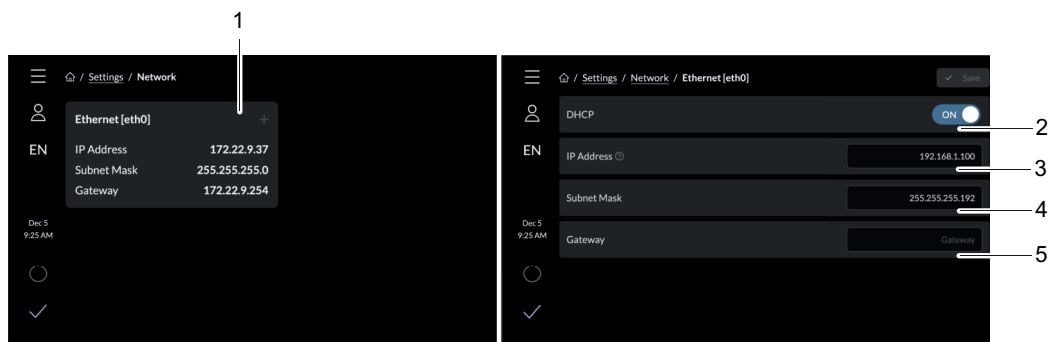 1
/ Settings / Network
Ethernet [eth0] +
IP Address 172.22.9.37
Subnet Mask 255.255.255.0
Gateway 172.22.9.254
EN
Dec 5
9:25 AM
/ Settings / Network / Ethernet [eth0] Save
DHCP ON
2
IP Address 192.168.1.100
3
Subnet Mask 255.255.255.192
4
Gateway Gateway
5
EN
Dec 5
9:25 AM